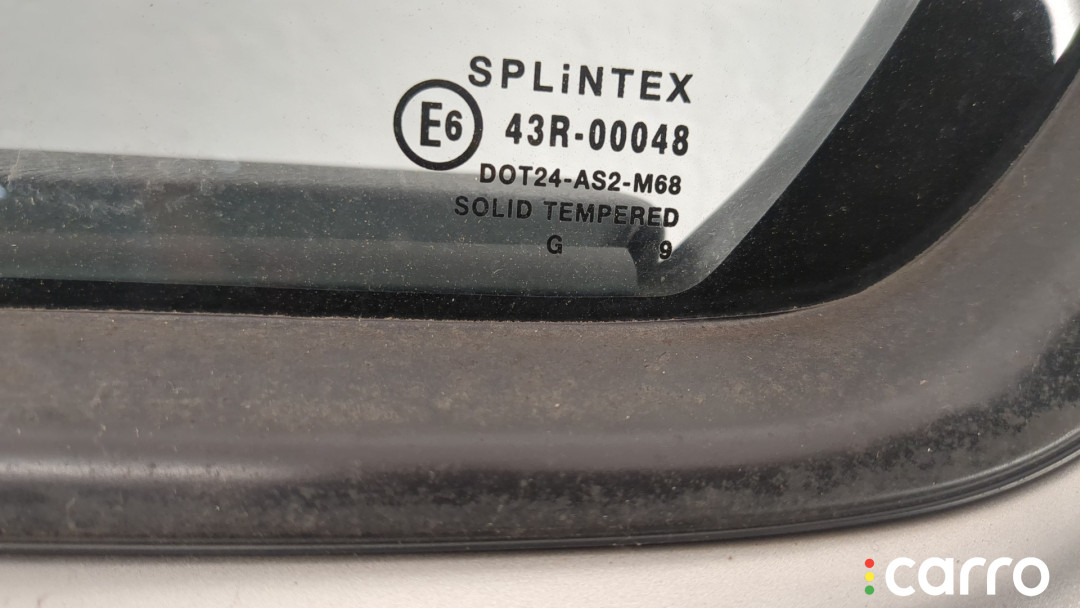 SPLiNTEX
E6 43R-00048
DOT24-AS2-M68
SOLID TEMPERED
G 9
carro